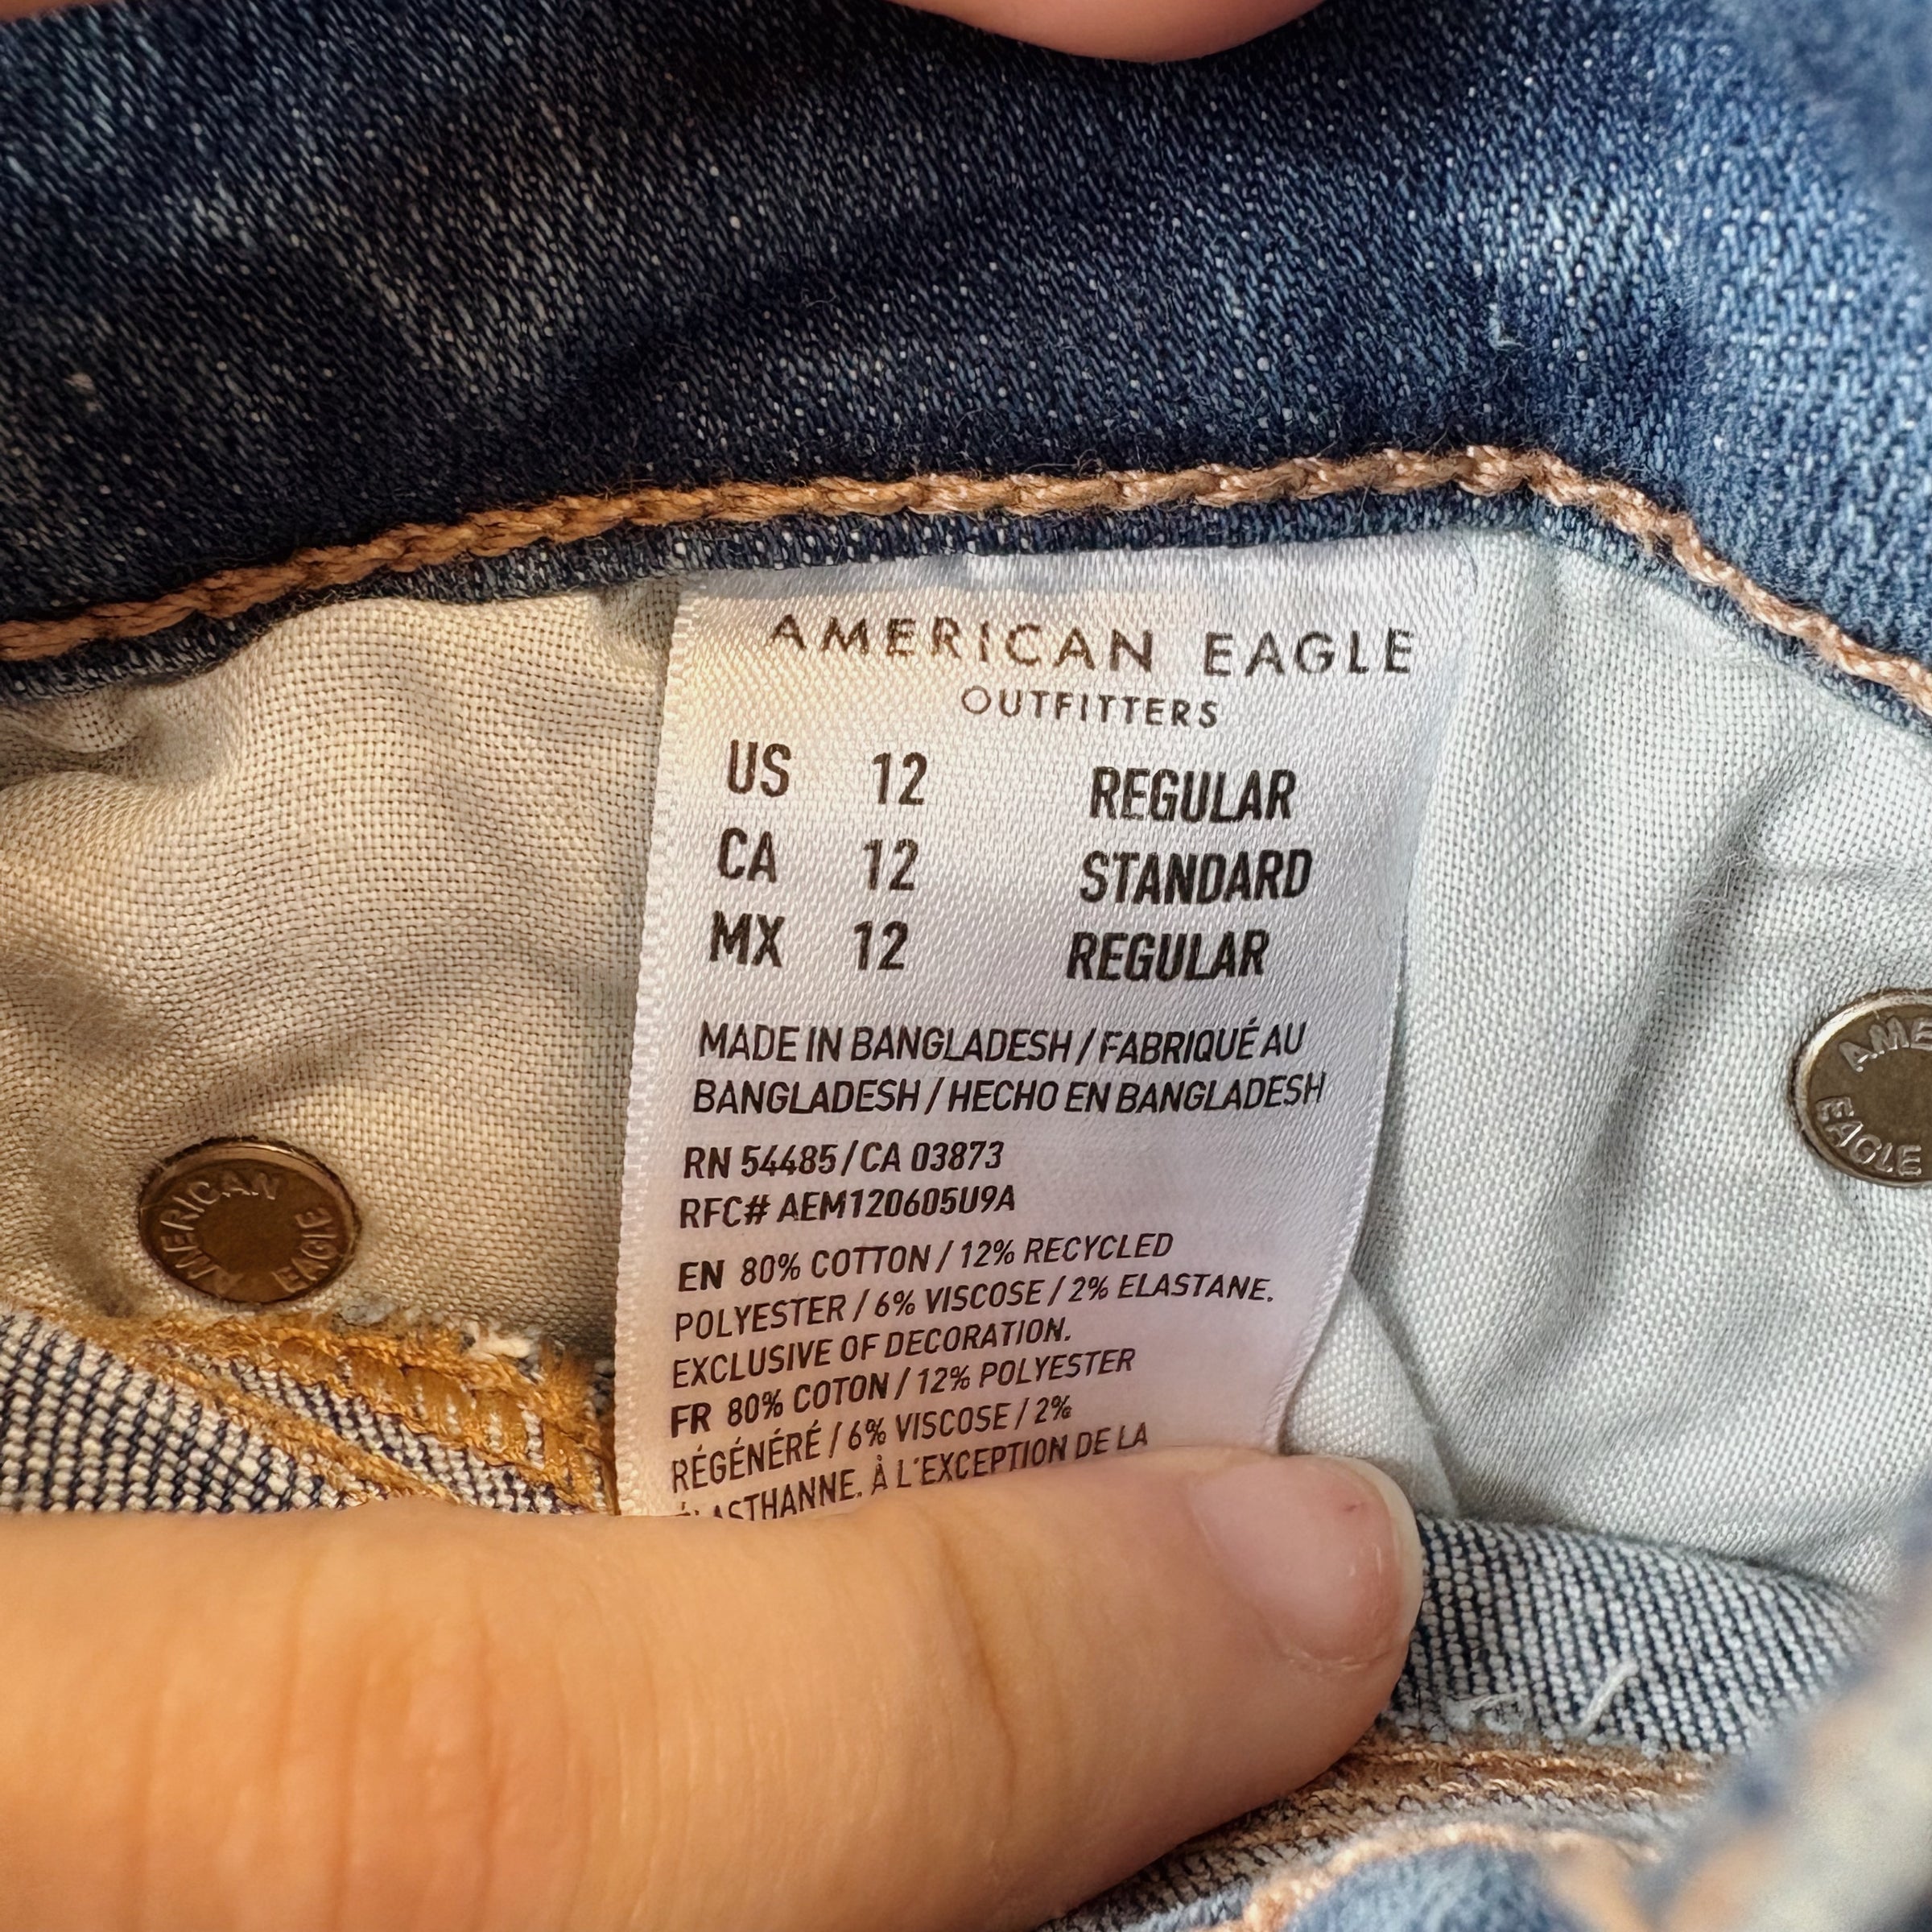 AMERICAN EAGLE
OUTFITTERS
US 12 REGULAR
CA 12 STANDARD
MX 12 REGULAR
MADE IN BANGLADESH / FABRIQUÉ AU
BANGLADESH / HECHO EN BANGLADESH
RN 54485 / CA 03873
RFC# AEM120605U9A
EN 80% COTTON / 12% RECYCLED
POLYESTER / 6% VISCOSE / 2% ELASTANE.
EXCLUSIVE OF DECORATION.
FR 80% COTON / 12% POLYESTER
RÉGÉNÉRÉ / 6% VISCOSE / 2%
ÉLASTHANNE. À L'EXCEPTION DE LA
AMERICAN
EAGLE
AME
EAGLE